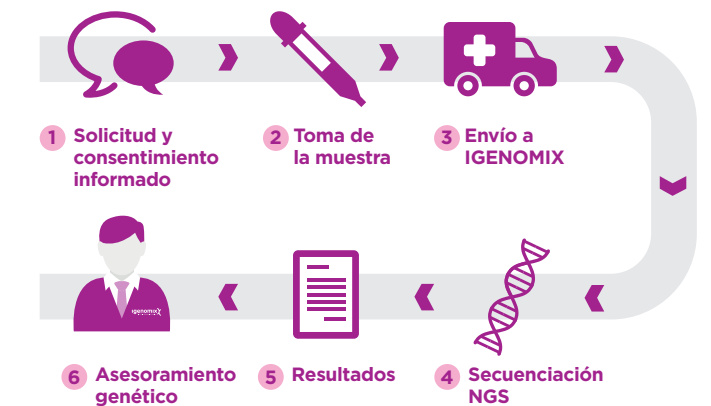 1 Solicitud y
consentimiento
informado
2 Toma de
la muestra
3 Envío a
IGENOMIX
igenomix
6 Asesoramiento
genético
5 Resultados
4 Secuenciación
NGS